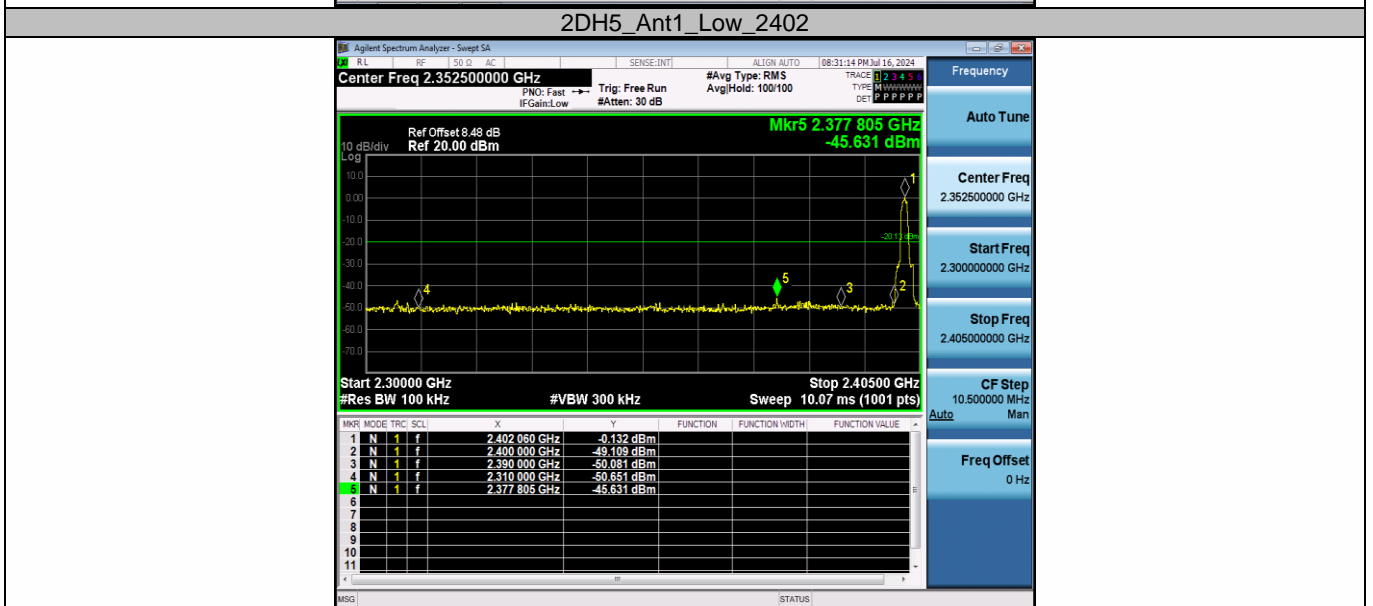 2DH5_Ant1_Low_2402
Agilent Spectrum Analyzer - Swept SA
RL RF 50 Ω AC SENSE:INT ALIGN AUTO 08:31:14 PM Jul 16, 2024
Center Freq 2.352500000 GHz
PNO: Fast
IFGain:Low
Trig: Free Run
#Atten: 30 dB
#Avg Type: RMS
Avg|Hold: 100/100
TRACE 1 2 3 4 5 6
TYPE M W W W W W
DET P P P P P P
Ref Offset 8.48 dB
10 dB/div Ref 20.00 dBm
Log
Mkr5 2.377 805 GHz
-45.631 dBm
10.0
0.00
-10.0
-20.0
-30.0
-40.0
-50.0
-60.0
-70.0
-20.13 dBm
1
2
3
4
5
Start 2.30000 GHz Stop 2.40500 GHz
#Res BW 100 kHz #VBW 300 kHz Sweep 10.07 ms (1001 pts)
MKR MODE TRC SCL X Y FUNCTION FUNCTION WIDTH FUNCTION VALUE
1 N 1 f 2.402 060 GHz -0.132 dBm
2 N 1 f 2.400 000 GHz -49.109 dBm
3 N 1 f 2.390 000 GHz -50.081 dBm
4 N 1 f 2.310 000 GHz -50.651 dBm
5 N 1 f 2.377 805 GHz -45.631 dBm
6
7
8
9
10
11
MSG STATUS
Frequency
Auto Tune
Center Freq
2.352500000 GHz
Start Freq
2.300000000 GHz
Stop Freq
2.405000000 GHz
CF Step
10.500000 MHz
Auto Man
Freq Offset
0 Hz